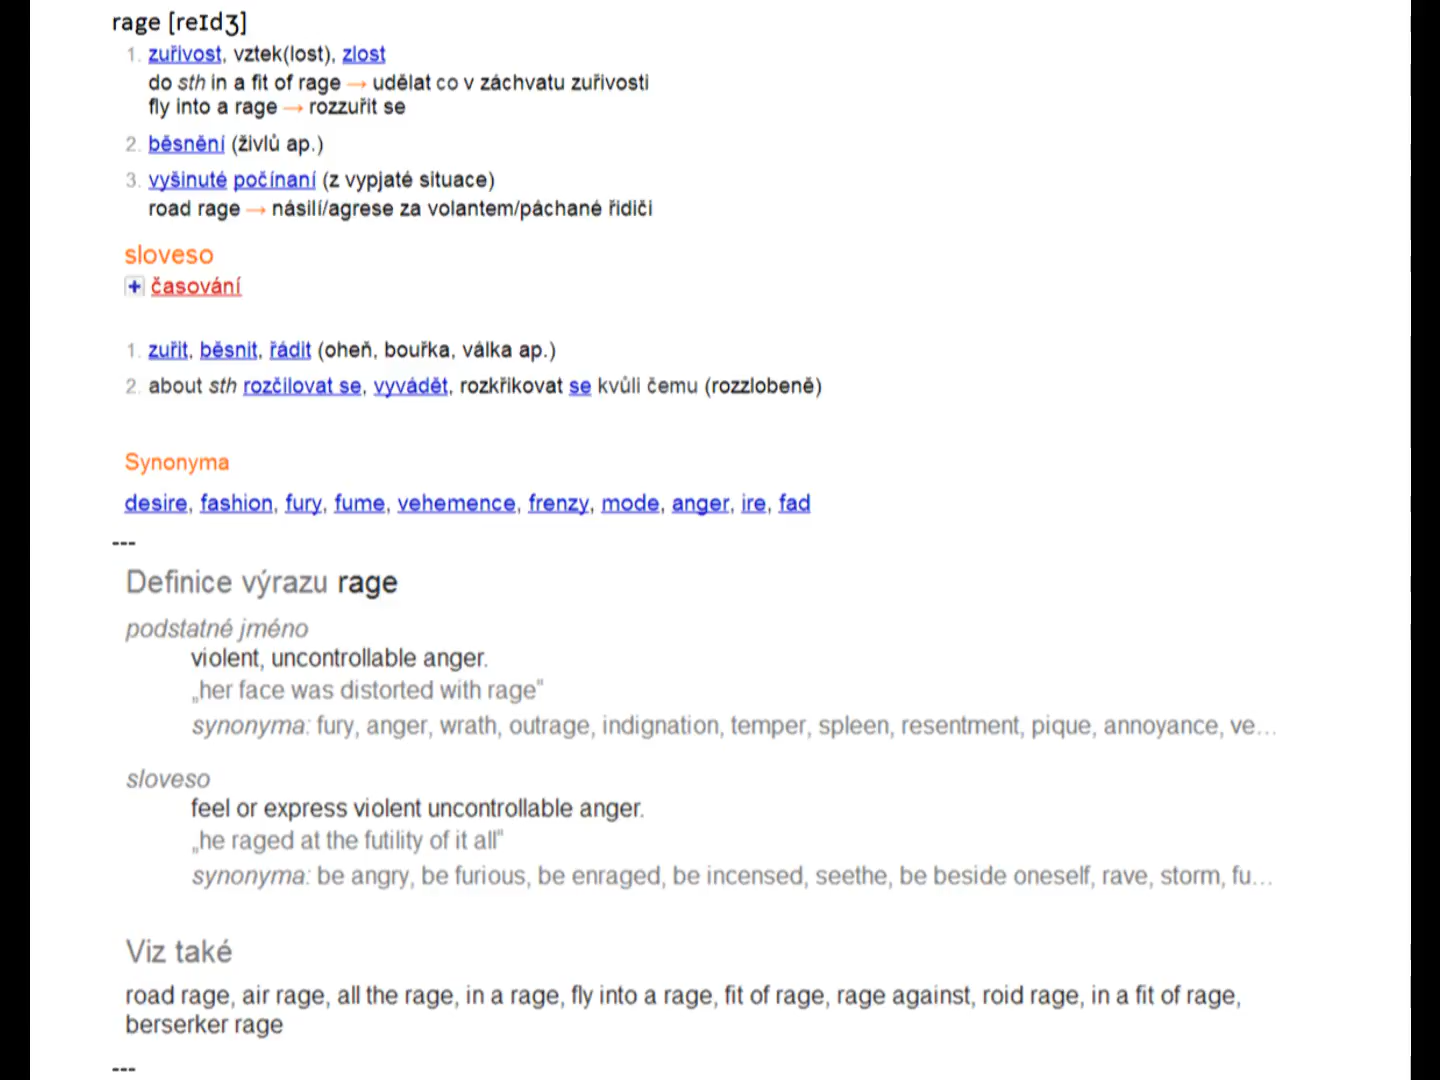 rage [reɪdʒ]
1. zuřivost, vztek(lost), zlost
do sth in a fit of rage → udělat co v záchvatu zuřivosti
fly into a rage → rozzuřit se
2. běsnění (živlů ap.)
3. vyšinuté počínaní (z vypjaté situace)
road rage → násilí/agrese za volantem/páchané řidiči
sloveso
+ časování
1. zuřit, běsnit, řádit (oheň, bouřka, válka ap.)
2. about sth rozčilovat se, vyvádět, rozkřikovat se kvůli čemu (rozzlobeně)
Synonyma
desire, fashion, fury, fume, vehemence, frenzy, mode, anger, ire, fad
---
Definice výrazu rage
podstatné jméno
violent, uncontrollable anger.
„her face was distorted with rage"
synonyma: fury, anger, wrath, outrage, indignation, temper, spleen, resentment, pique, annoyance, ve...
sloveso
feel or express violent uncontrollable anger.
„he raged at the futility of it all"
synonyma: be angry, be furious, be enraged, be incensed, seethe, be beside oneself, rave, storm, fu...
Viz také
road rage, air rage, all the rage, in a rage, fly into a rage, fit of rage, rage against, roid rage, in a fit of rage,
berserker rage
---